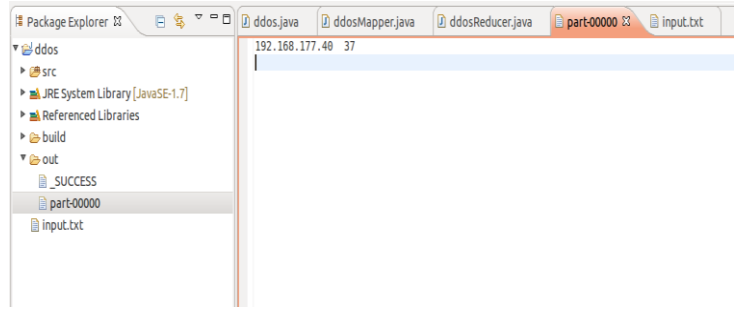 Package Explorer
ddos
src
JRE System Library [JavaSE-1.7]
Referenced Libraries
build
out
_SUCCESS
part-00000
input.txt
ddos.java ddosMapper.java ddosReducer.java part-00000 input.txt
192.168.177.40 37